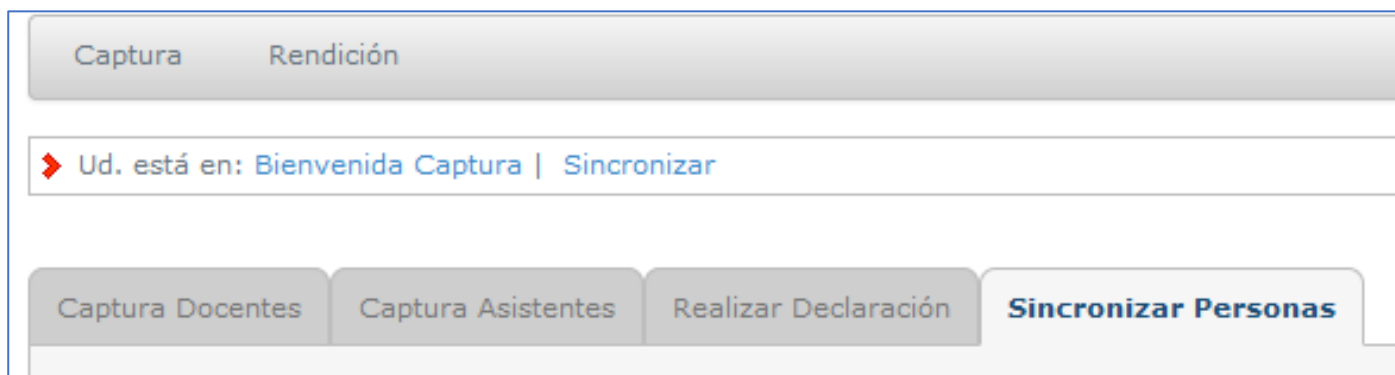 Captura Rendición
Ud. está en: Bienvenida Captura | Sincronizar
Captura Docentes Captura Asistentes Realizar Declaración Sincronizar Personas